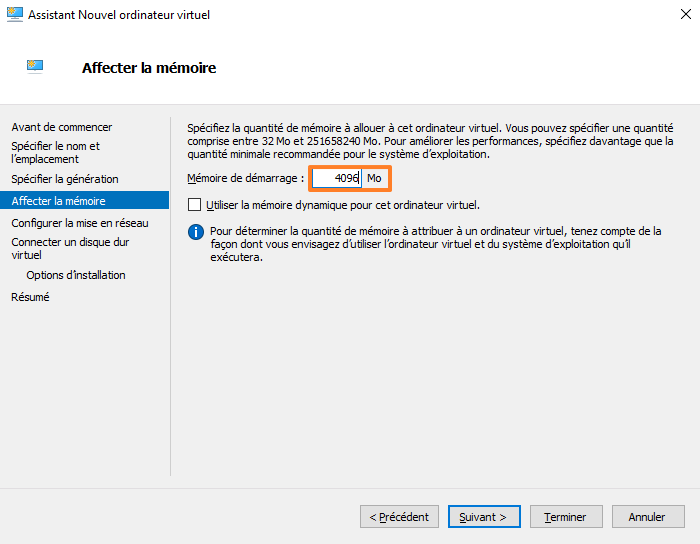 Assistant Nouvel ordinateur virtuel
Affecter la mémoire
Avant de commencer
Spécifier le nom et
l'emplacement
Spécifier la génération
Affecter la mémoire
Configurer la mise en réseau
Connecter un disque dur
virtuel
Options d'installation
Résumé
Spécifiez la quantité de mémoire à allouer à cet ordinateur virtuel. Vous pouvez spécifier une quantité
comprise entre 32 Mo et 251658240 Mo. Pour améliorer les performances, spécifiez davantage que la
quantité minimale recommandée pour le système d'exploitation.
Mémoire de démarrage : 4096 Mo
Utiliser la mémoire dynamique pour cet ordinateur virtuel.
Pour déterminer la quantité de mémoire à attribuer à un ordinateur virtuel, tenez compte de la
façon dont vous envisagez d'utiliser l'ordinateur virtuel et du système d'exploitation qu'il
exécutera.
< Précédent Suivant > Terminer Annuler